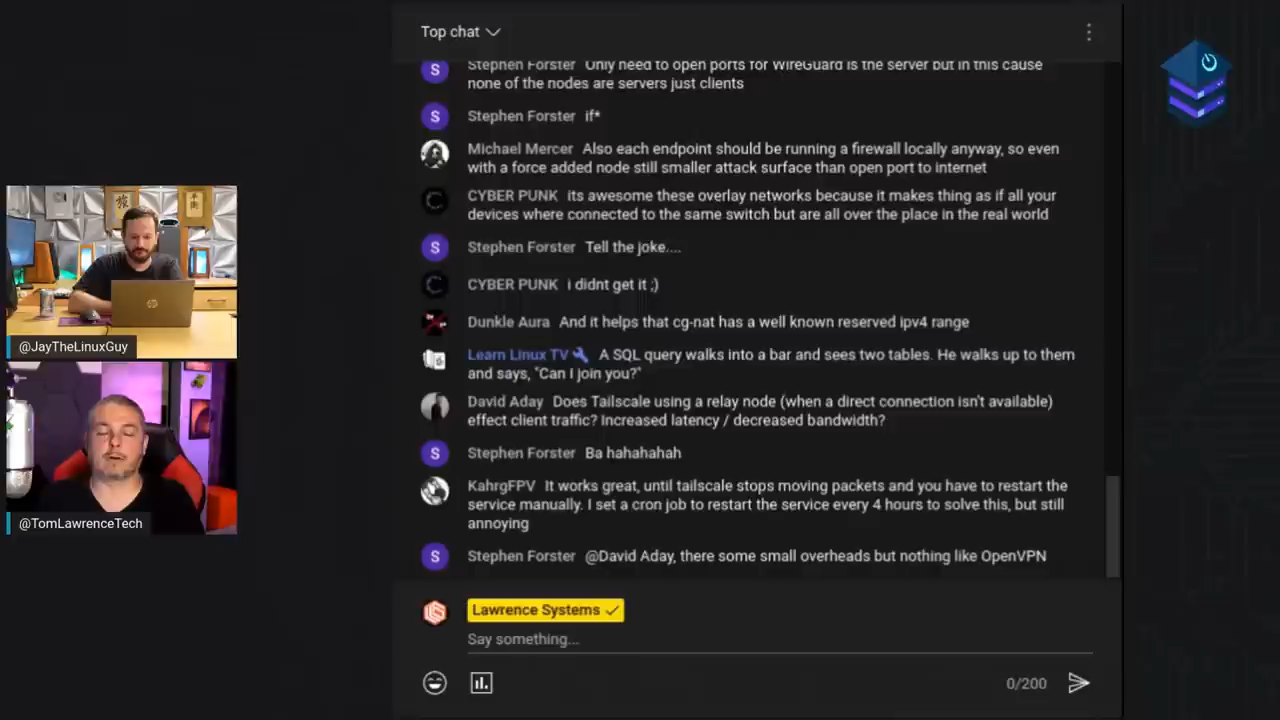 Top chat
Stephen Forster Only need to open ports for WireGuard is the server but in this cause
none of the nodes are servers just clients
Stephen Forster if*
Michael Mercer Also each endpoint should be running a firewall locally anyway, so even
with a force added node still smaller attack surface than open port to internet
CYBER PUNK its awesome these overlay networks because it makes thing as if all your
devices where connected to the same switch but are all over the place in the real world
Stephen Forster Tell the joke....
CYBER PUNK i didnt get it ;)
Dunkle Aura And it helps that cg-nat has a well known reserved ipv4 range
Learn Linux TV A SQL query walks into a bar and sees two tables. He walks up to them
and says, "Can I join you?"
David Aday Does Tailscale using a relay node (when a direct connection isn't available)
effect client traffic? Increased latency / decreased bandwidth?
Stephen Forster Ba hahahahah
KahrgFPV It works great, until tailscale stops moving packets and you have to restart the
service manually. I set a cron job to restart the service every 4 hours to solve this, but still
annoying
Stephen Forster @David Aday, there some small overheads but nothing like OpenVPN
Lawrence Systems
Say something...
0/200
@JayTheLinuxGuy
@TomLawrenceTech
S
S
S
S
S